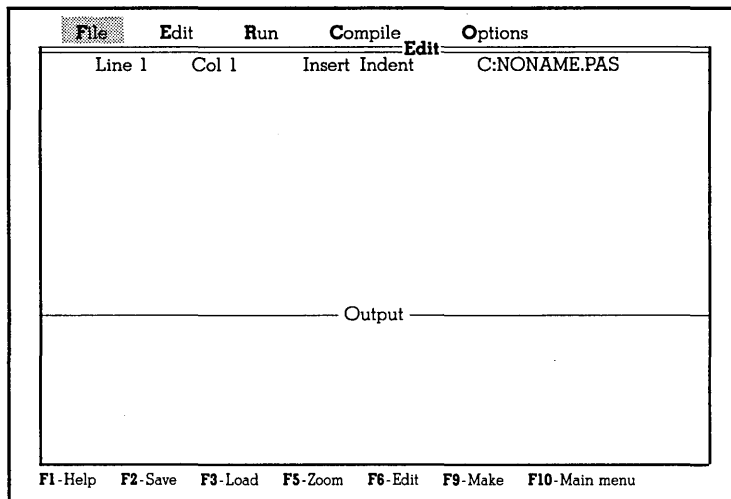 File Edit Run Compile Options
Edit
Line 1 Col 1 Insert Indent C:NONAME.PAS
Output
F1-Help F2-Save F3-Load F5-Zoom F6-Edit F9-Make F10-Main menu